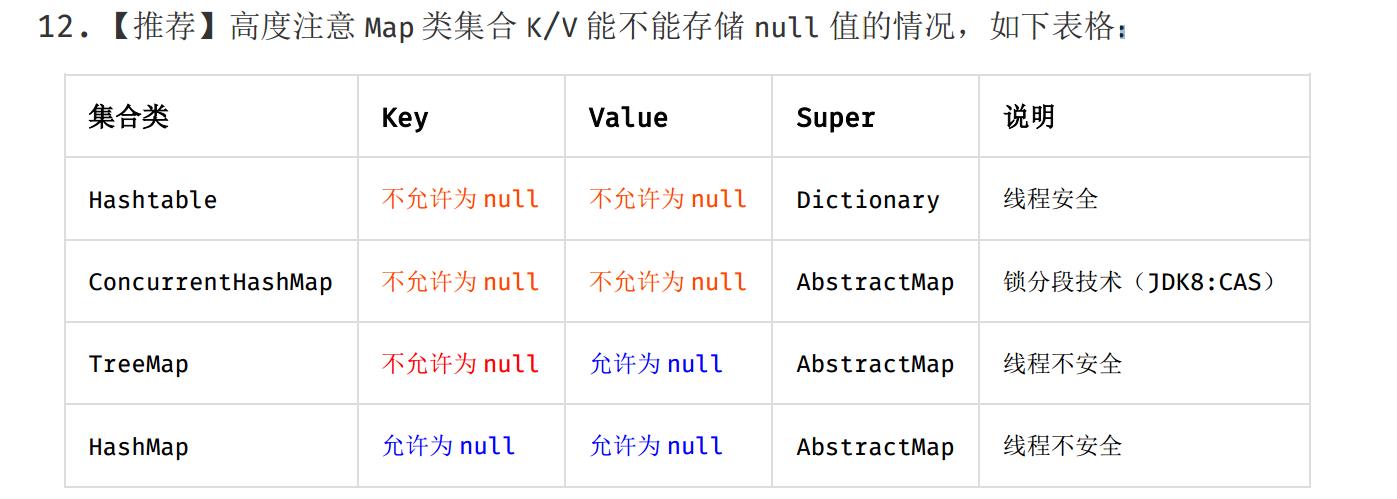 12.【推荐】高度注意 Map 类集合 K/V 能不能存储 null 值的情况，如下表格：
集合类 Key Value Super 说明
Hashtable 不允许为 null 不允许为 null Dictionary 线程安全
ConcurrentHashMap 不允许为 null 不允许为 null AbstractMap 锁分段技术（JDK8:CAS）
TreeMap 不允许为 null 允许为 null AbstractMap 线程不安全
HashMap 允许为 null 允许为 null AbstractMap 线程不安全